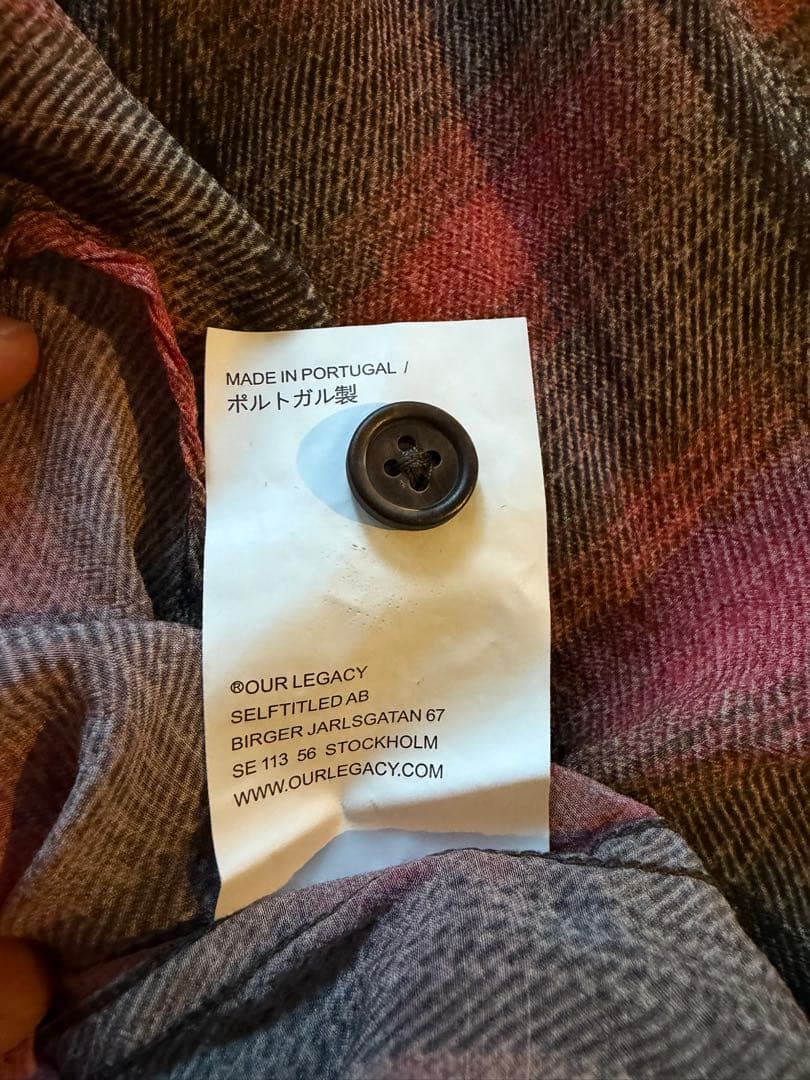 MADE IN PORTUGAL /
ポルトガル製
®OUR LEGACY
SELFTITLED AB
BIRGER JARLSGATAN 67
SE 113 56 STOCKHOLM
WWW.OURLEGACY.COM